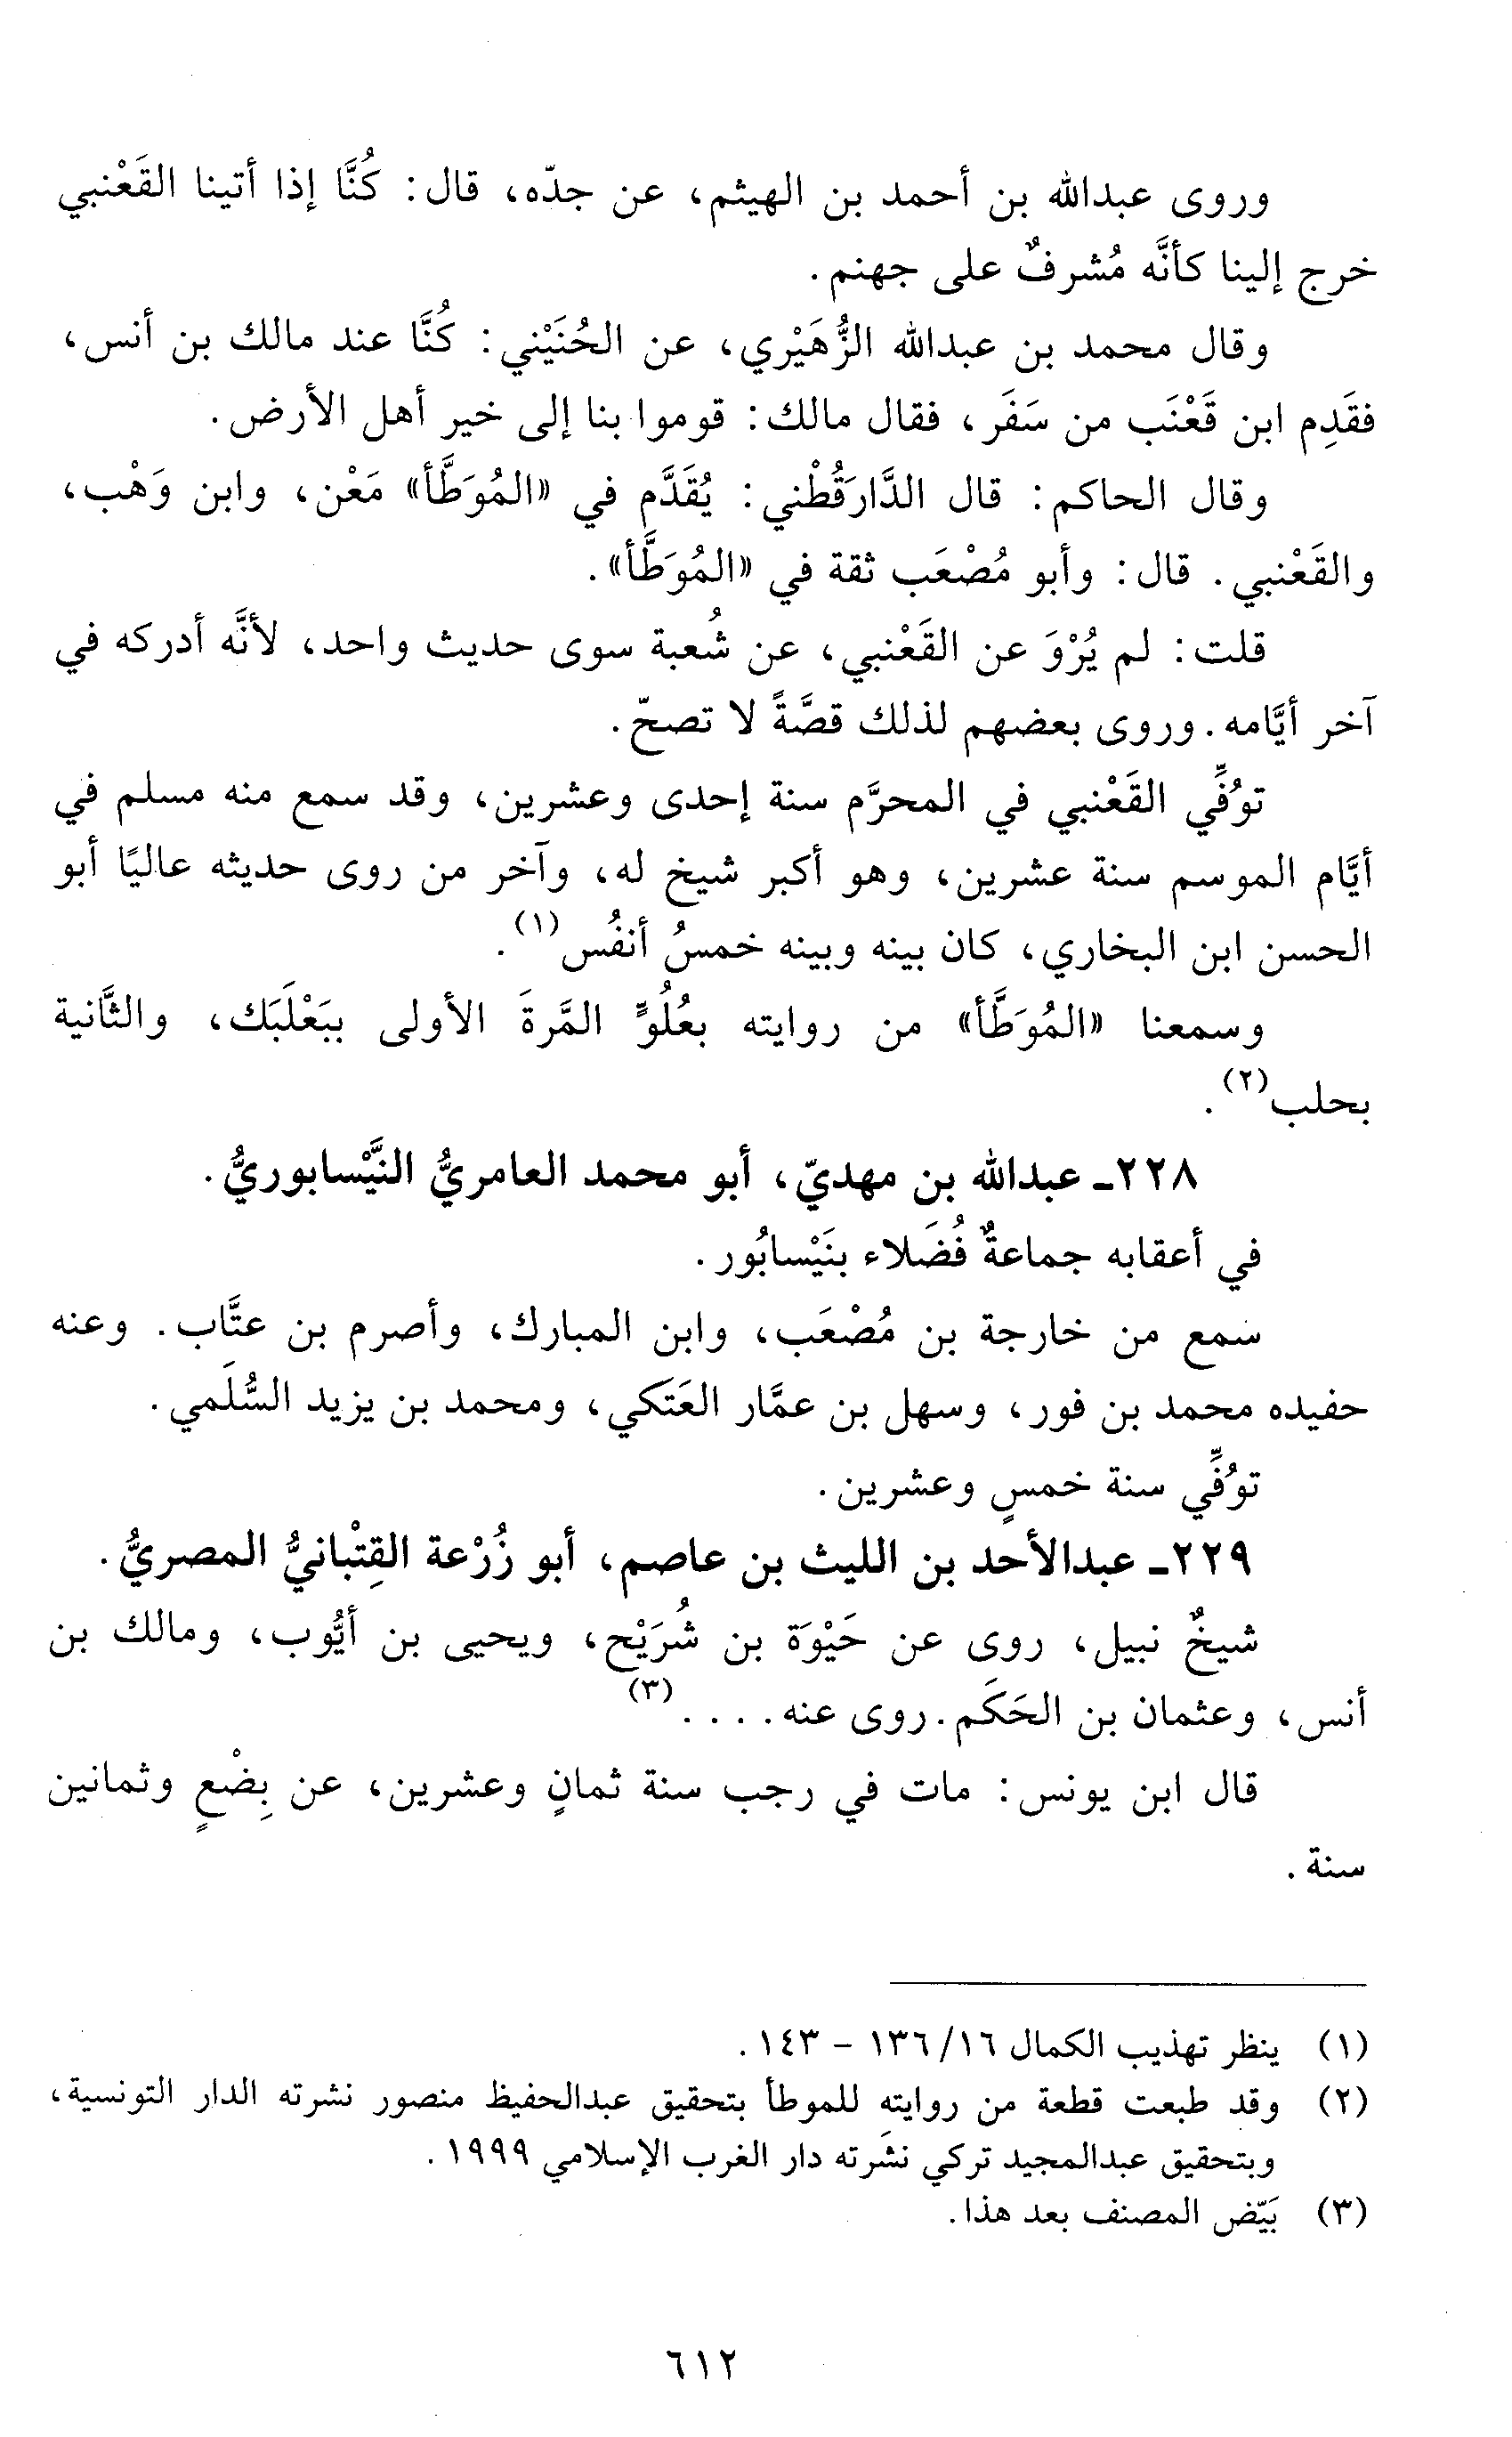 وروى عبدالله بن أحمد بن الهيثم، عن جدّه، قال: كُنَّا إذا أتينا القَعْنبي
خرج إلينا كأنَّه مُشرفٌ على جهنم.
وقال محمد بن عبدالله الزُّهَيْري، عن الحُنَيْني: كُنَّا عند مالك بن أنس،
فقَدِم ابن قَعْنَب من سَفَر، فقال مالك: قوموا بنا إلى خير أهل الأرض.
وقال الحاكم: قال الدَّارَقُطْني: يُقَدَّم في «المُوَطَّأ» مَعْن، وابن وَهْب،
والقَعْنبي. قال: وأبو مُصْعَب ثقة في «المُوَطَّأ».
قلت: لم يُرْوَ عن القَعْنبي، عن شُعبة سوى حديث واحد، لأنَّه أدركه في
آخر أيَّامه. وروى بعضهم لذلك قصَّةً لا تصحّ.
توُفِّي القَعْنبي في المحرَّم سنة إحدى وعشرين، وقد سمع منه مسلم في
أيَّام الموسم سنة عشرين، وهو أكبر شيخ له، وآخر من روى حديثه عاليًا أبو
الحسن ابن البخاري، كان بينه وبينه خمسُ أنفُس(١).
وسمعنا «المُوَطَّأ» من روايته بعُلُوٍّ المَّرةَ الأولى ببَعْلَبَك، والثَّانية
بحلب(٢).
٢٢٨ـ عبدالله بن مهديّ، أبو محمد العامريُّ النَّيْسابوريُّ.
في أعقابه جماعةٌ فُضَلاء بنَيْسابُور.
سمع من خارجة بن مُصْعَب، وابن المبارك، وأصرم بن عتَّاب. وعنه
حفيده محمد بن فور، وسهل بن عمَّار العَتَكي، ومحمد بن يزيد السُّلَمي.
توُفِّي سنة خمسٍ وعشرين.
٢٢٩ـ عبدالأحد بن الليث بن عاصم، أبو زُرْعة القِتْبانيُّ المصريُّ.
شيخٌ نبيل، روى عن حَيْوَة بن شُرَيْح، ويحيى بن أيُّوب، ومالك بن
أنس، وعثمان بن الحَكَم. روى عنه. . . .(٣)
قال ابن يونس: مات في رجب سنة ثمانٍ وعشرين، عن بِضْعٍ وثمانين
سنة.
(١) ينظر تهذيب الكمال ١٦/ ١٣٦ - ١٤٣.
(٢) وقد طبعت قطعة من روايته للموطأ بتحقيق عبدالحفيظ منصور نشرته الدار التونسية،
وبتحقيق عبدالمجيد تركي نشَرته دار الغرب الإسلامي ١٩٩٩.
(٣) بَيّض المصنف بعد هذا.
٦١٢